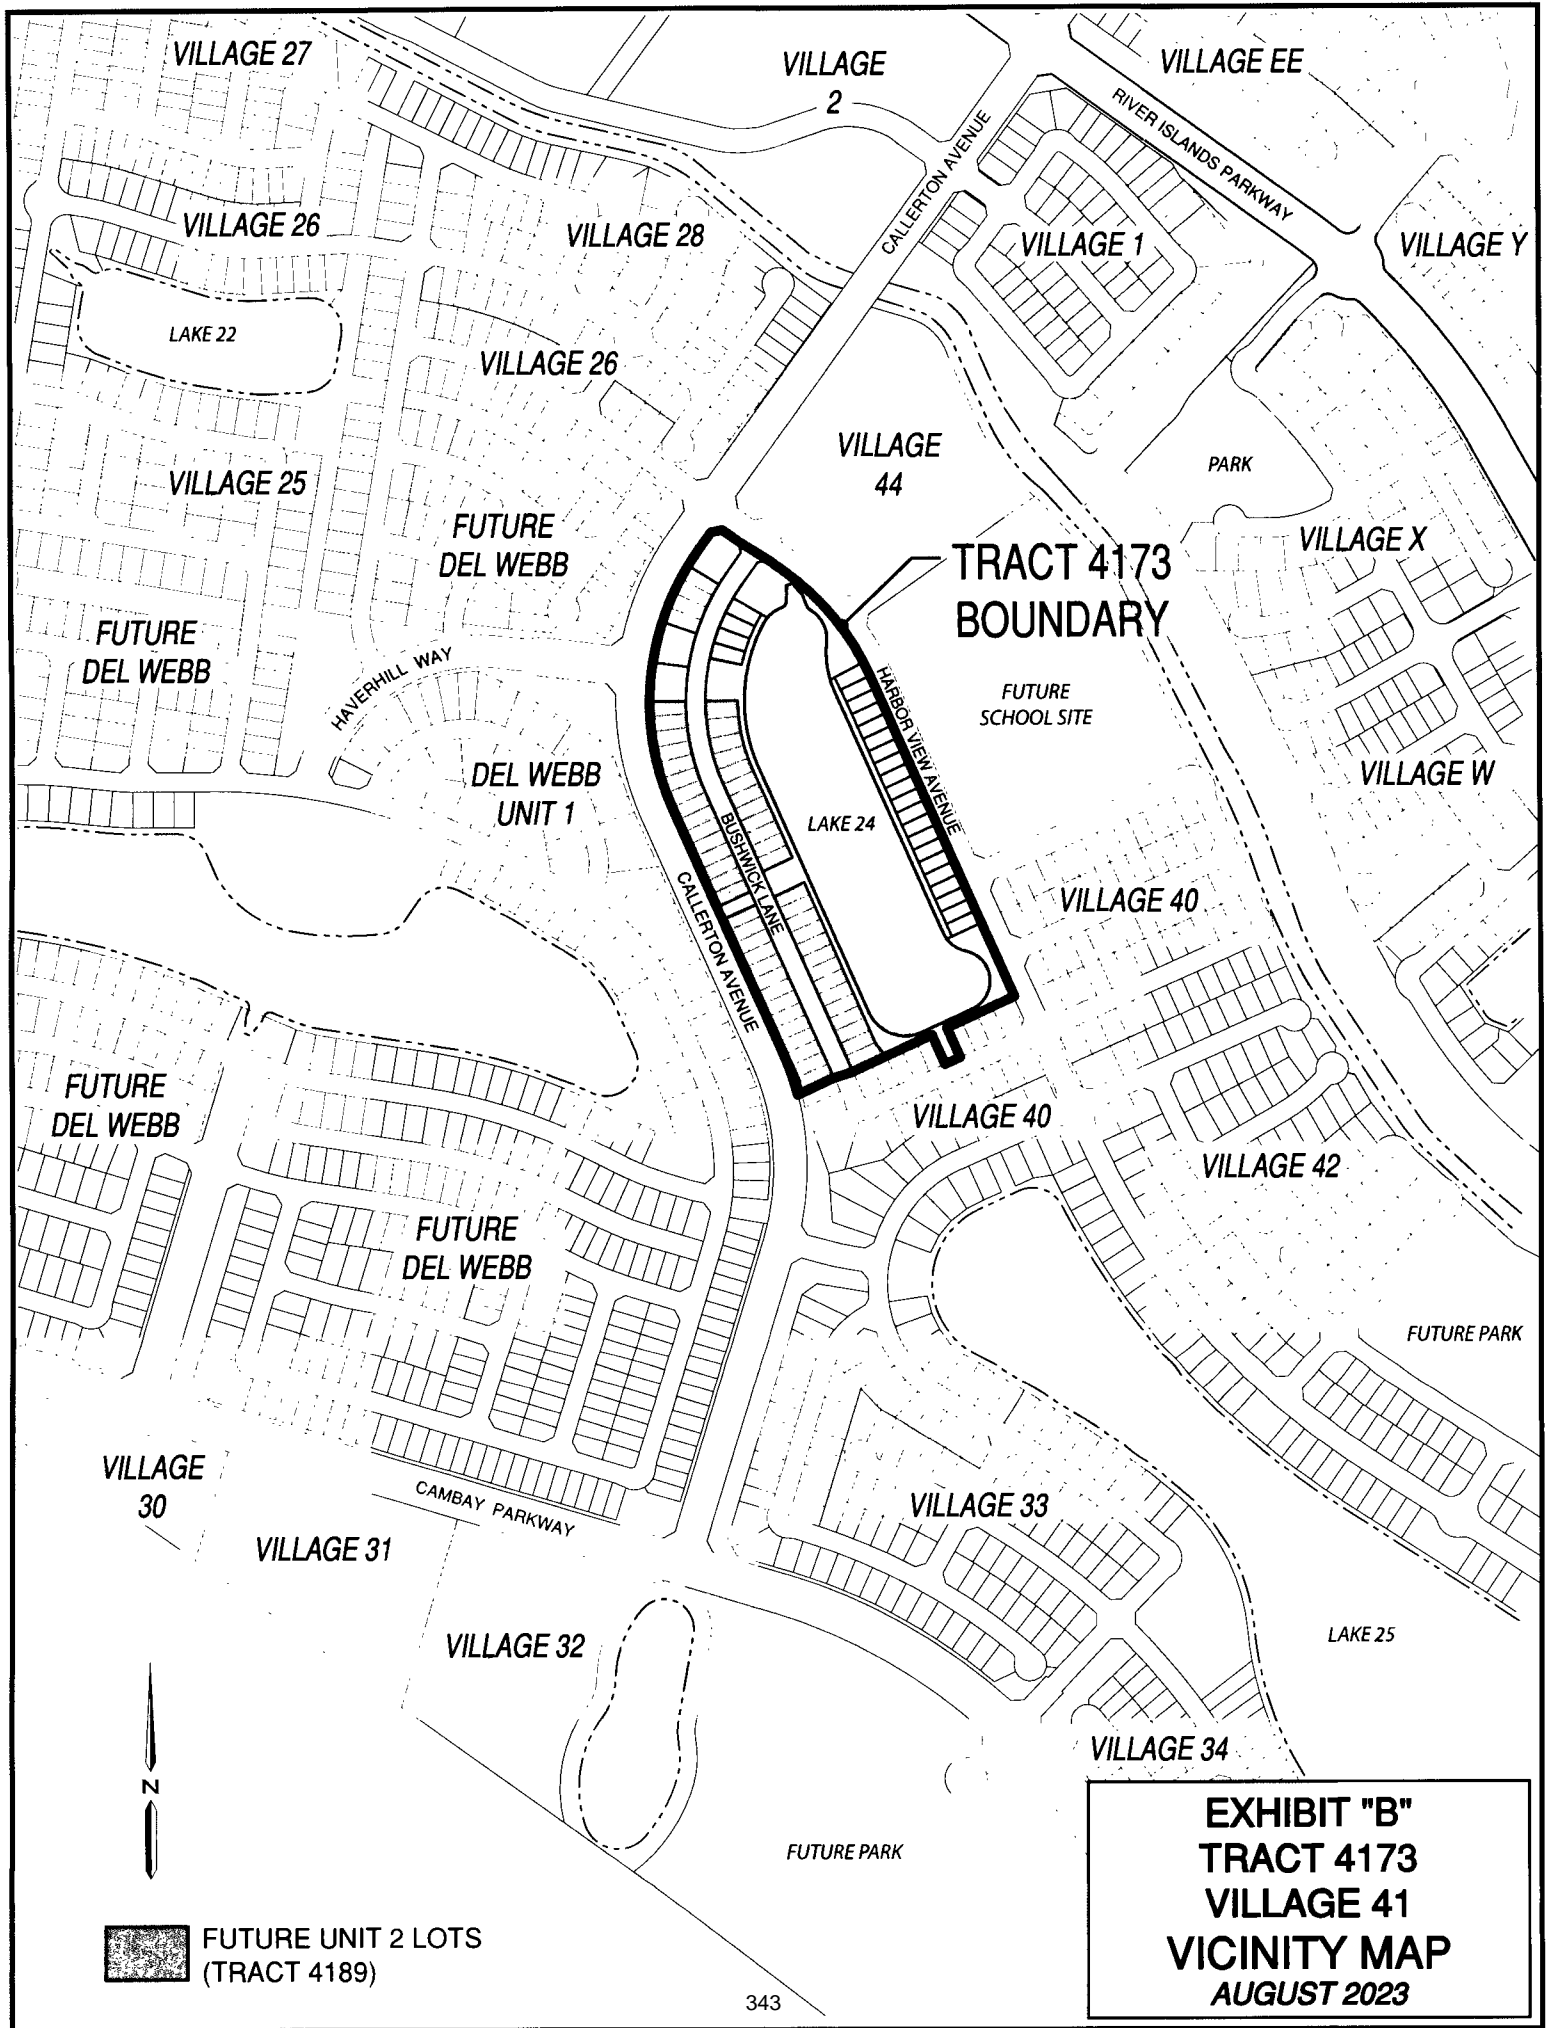 VILLAGE 27
VILLAGE
2
VILLAGE EE
RIVER ISLANDS PARKWAY
CALLERTON AVENUE
VILLAGE 26
VILLAGE 28
VILLAGE 1
VILLAGE Y
LAKE 22
VILLAGE 26
VILLAGE
44
PARK
VILLAGE 25
FUTURE
DEL WEBB
VILLAGE X
TRACT 4173
BOUNDARY
FUTURE
DEL WEBB
HAVERHILL WAY
HARBOR VIEW AVENUE
FUTURE
SCHOOL SITE
DEL WEBB
UNIT 1
VILLAGE W
LAKE 24
BUSHWICK LANE
CALLERTON AVENUE
VILLAGE 40
FUTURE
DEL WEBB
VILLAGE 40
VILLAGE 42
FUTURE
DEL WEBB
FUTURE PARK
VILLAGE
30
CAMBAY PARKWAY
VILLAGE 33
VILLAGE 31
VILLAGE 32
LAKE 25
VILLAGE 34
N
FUTURE PARK
EXHIBIT "B"
TRACT 4173
VILLAGE 41
VICINITY MAP
AUGUST 2023
FUTURE UNIT 2 LOTS
(TRACT 4189)
343